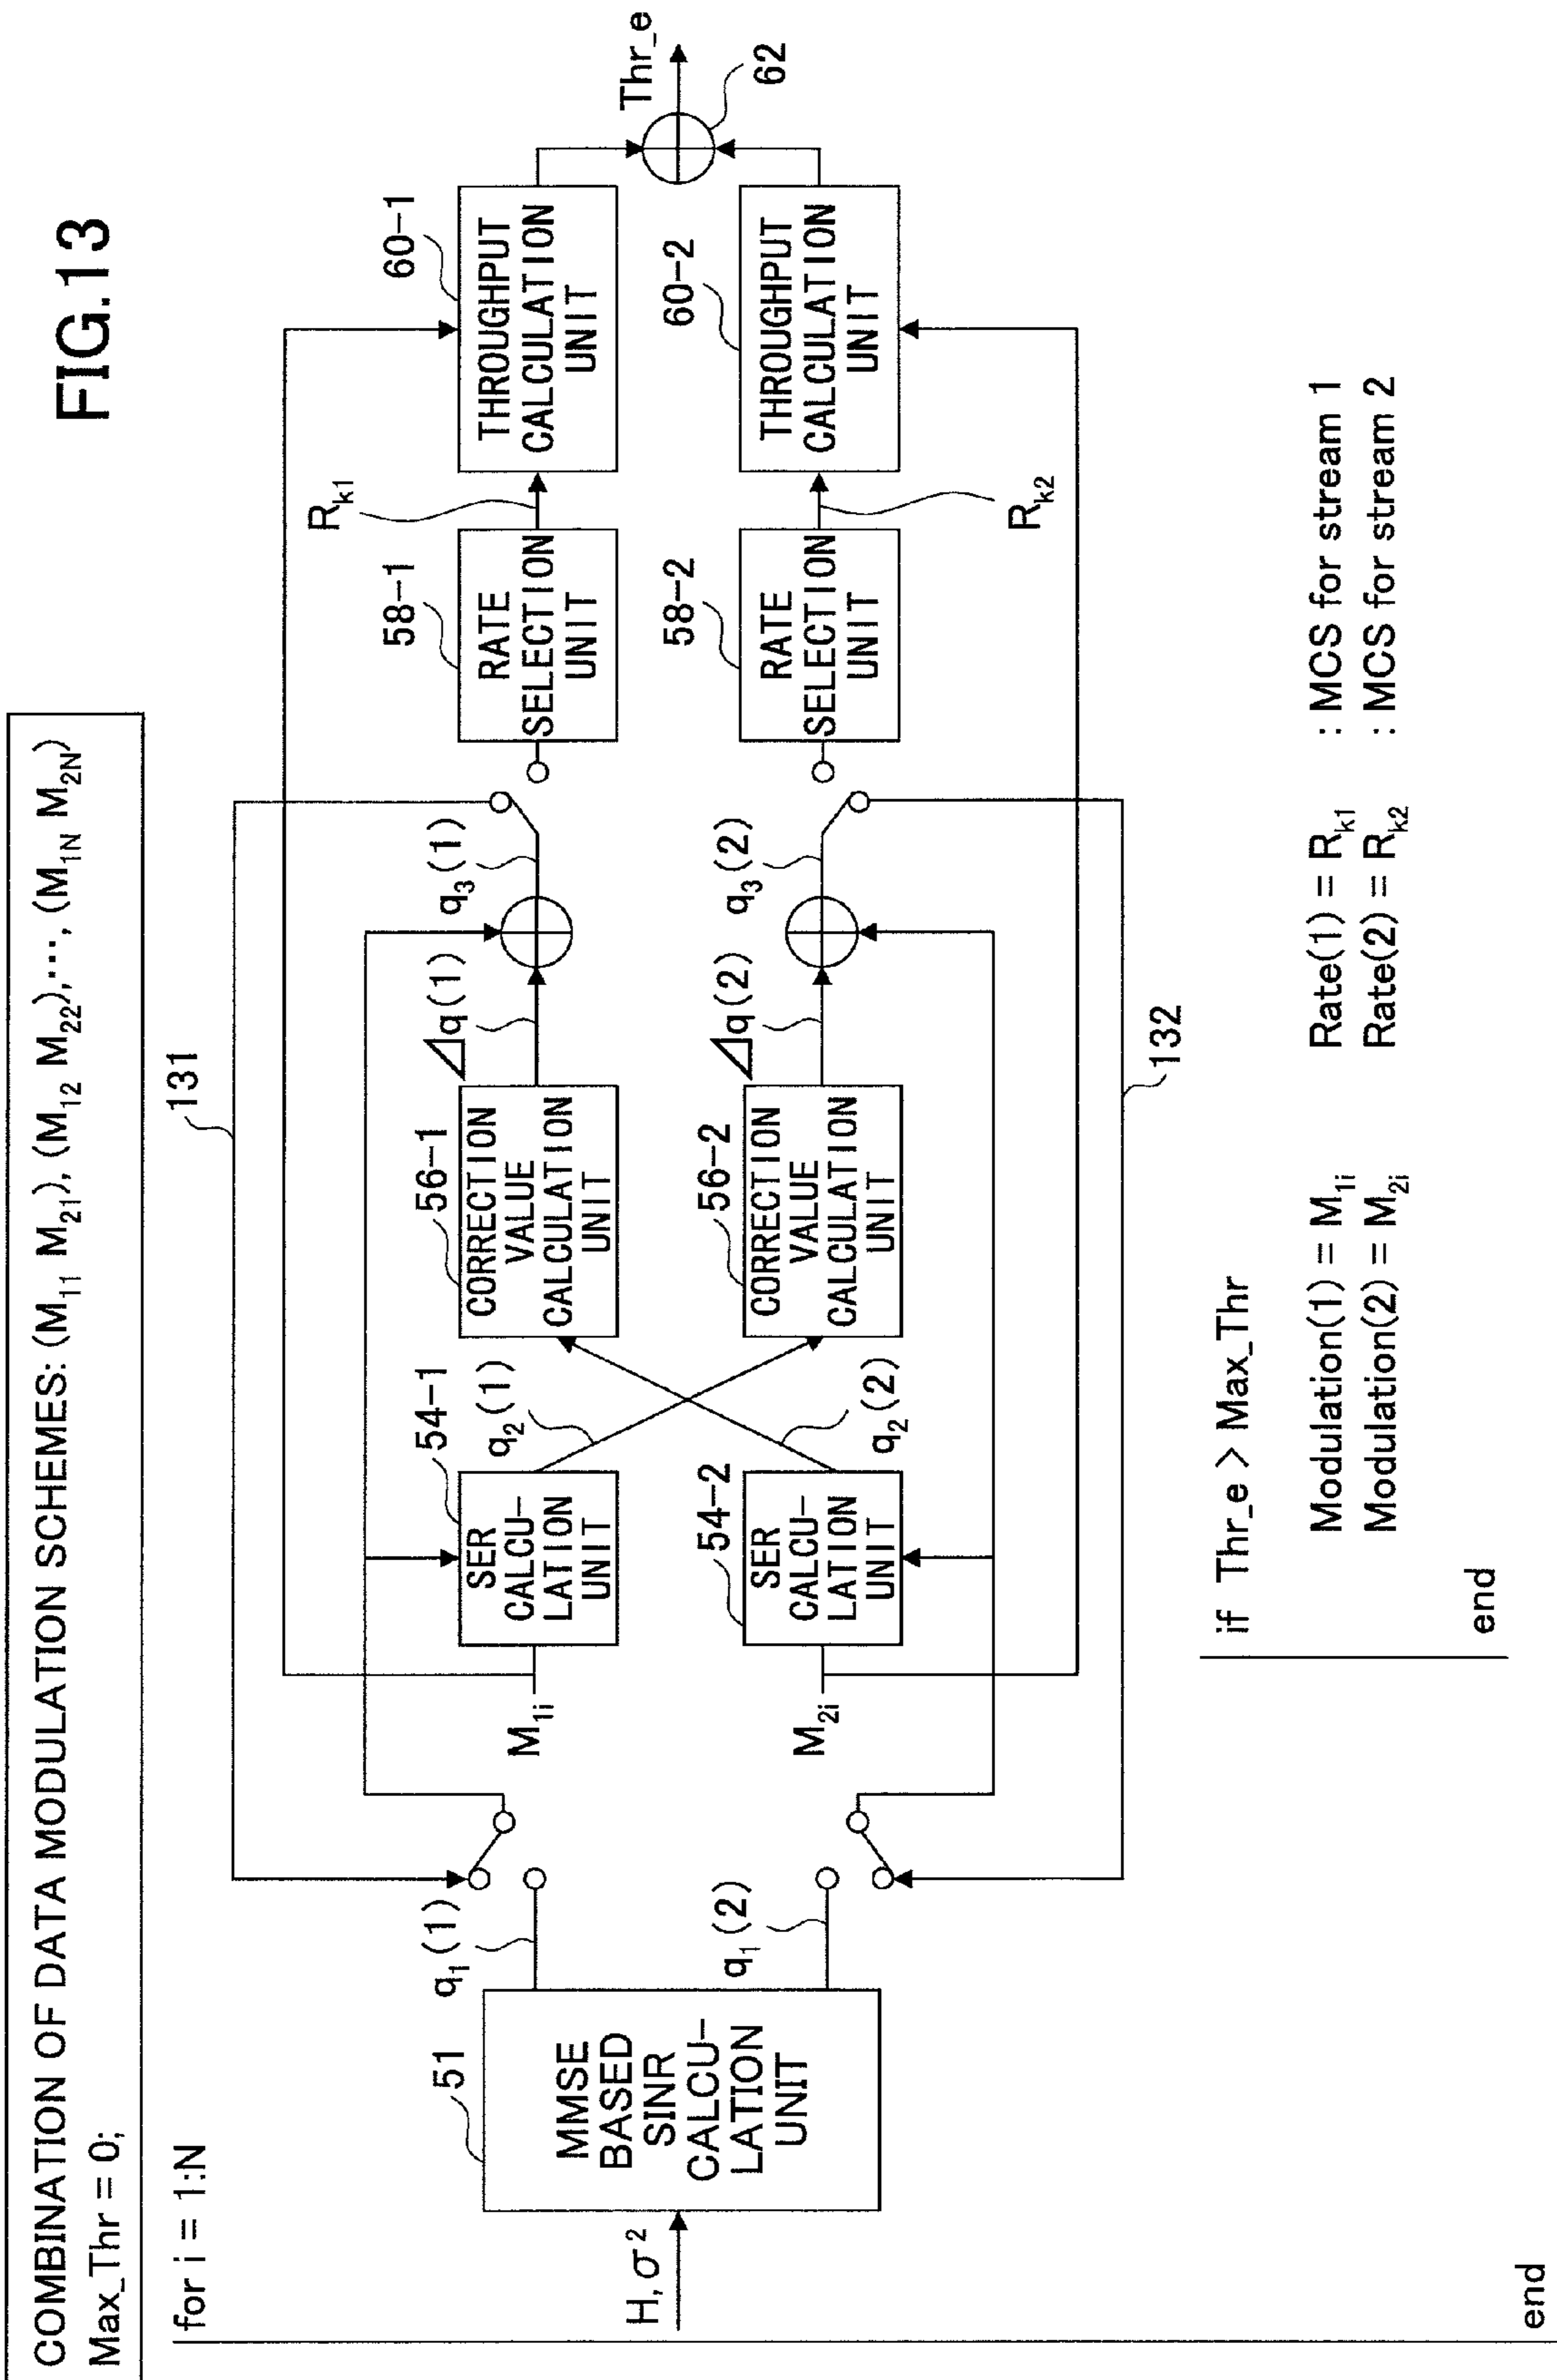 FIG.13
COMBINATION OF DATA MODULATION SCHEMES: (M11 M21), (M12 M22),···, (M1N M2N)
Max_Thr = 0;
for i = 1:N
131
H, σ²
51
MMSE
BASED
SINR
CALCU-
LATION
UNIT
q1 (1)
q1 (2)
M1i
M2i
54-1
SER
CALCU-
LATION
UNIT
54-2
SER
CALCU-
LATION
UNIT
q2 (1)
q2 (2)
56-1
CORRECTION
VALUE
CALCULATION
UNIT
56-2
CORRECTION
VALUE
CALCULATION
UNIT
⊿q (1)
⊿q (2)
q3 (1)
q3 (2)
132
58-1
RATE
SELECTION
UNIT
58-2
RATE
SELECTION
UNIT
Rk1
Rk2
60-1
THROUGHPUT
CALCULATION
UNIT
60-2
THROUGHPUT
CALCULATION
UNIT
Thr_e
62
if Thr_e > Max_Thr
Modulation(1) = M1i Rate(1) = Rk1 : MCS for stream 1
Modulation(2) = M2i Rate(2) = Rk2 : MCS for stream 2
end
end